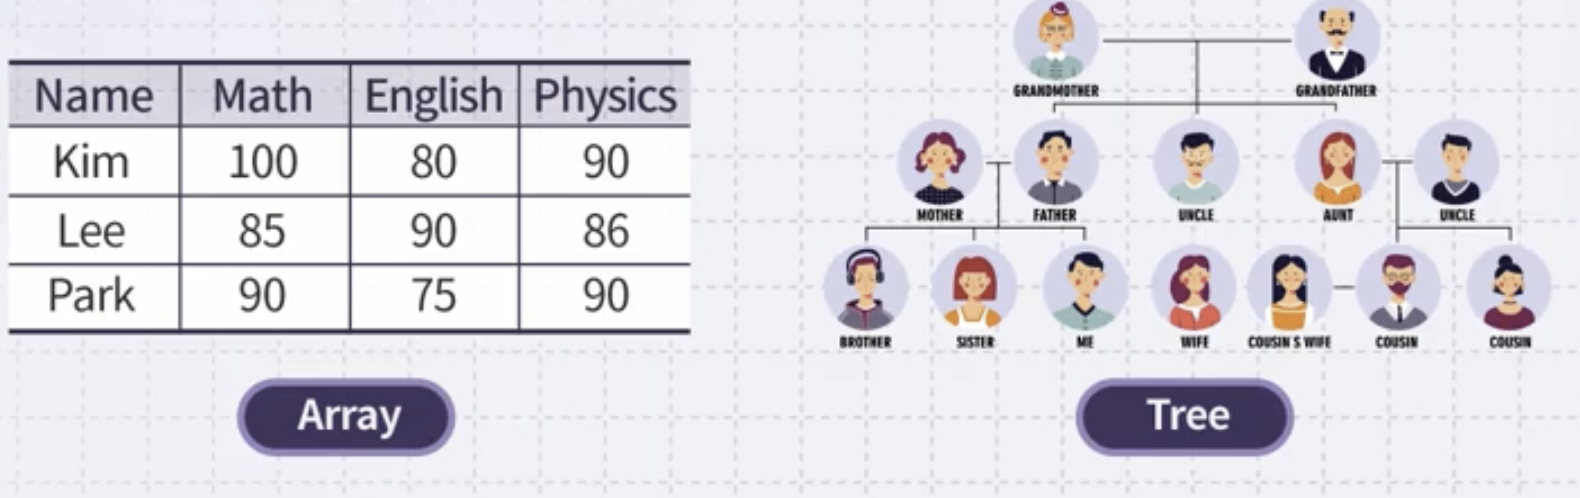 Name Math English Physics
Kim 100 80 90
Lee 85 90 86
Park 90 75 90
Array
GRANDMOTHER GRANDFATHER
MOTHER FATHER UNCLE AUNT UNCLE
BROTHER SISTER ME WIFE COUSIN S WIFE COUSIN COUSIN
Tree